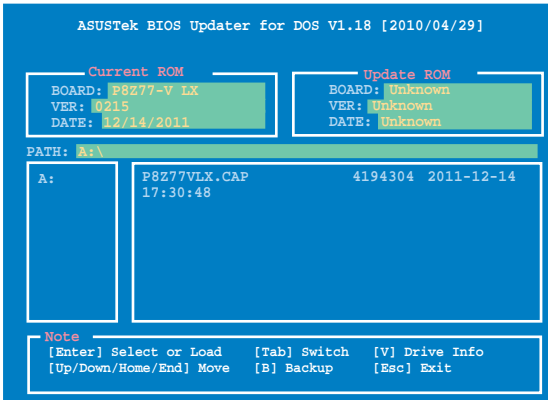 ASUSTek BIOS Updater for DOS V1.18 [2010/04/29]
Current ROM
BOARD: P8Z77-V LX
VER: 0215
DATE: 12/14/2011
Update ROM
BOARD: Unknown
VER: Unknown
DATE: Unknown
PATH: A:\
A:
P8Z77VLX.CAP 4194304 2011-12-14
17:30:48
Note
[Enter] Select or Load [Tab] Switch [V] Drive Info
[Up/Down/Home/End] Move [B] Backup [Esc] Exit